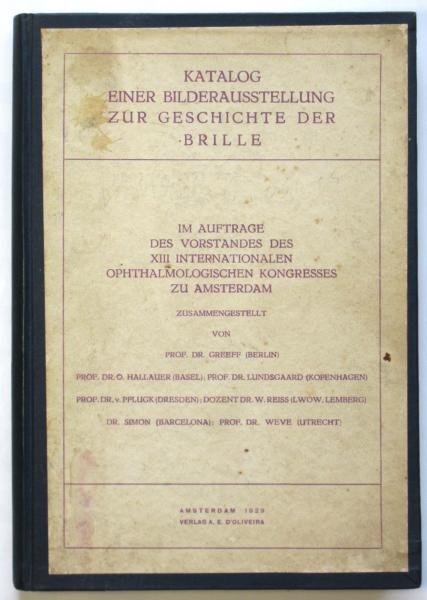 KATALOG
EINER BILDERAUSSTELLUNG
ZUR GESCHICHTE DER
·BRILLE
IM AUFTRAGE
DES VORSTANDES DES
XIII INTERNATIONALEN
OPHTHALMOLOGISCHEN KONGRESSES
ZU AMSTERDAM
ZUSAMMENGESTELLT
VON
PROF. DR. GREEFF (BERLIN)
PROF. DR. O. HALLAUER (BASEL); PROF. DR. LUNDSGAARD (KOPENHAGEN)
PROF. DR. v. PFLUGK (DRESDEN); DOZENT DR. W. REISS (LWOW, LEMBERG)
DR. SIMON (BARCELONA); PROF. DR. WEVE (UTRECHT)
AMSTERDAM 1929
VERLAG A. E. D'OLIVEIRA